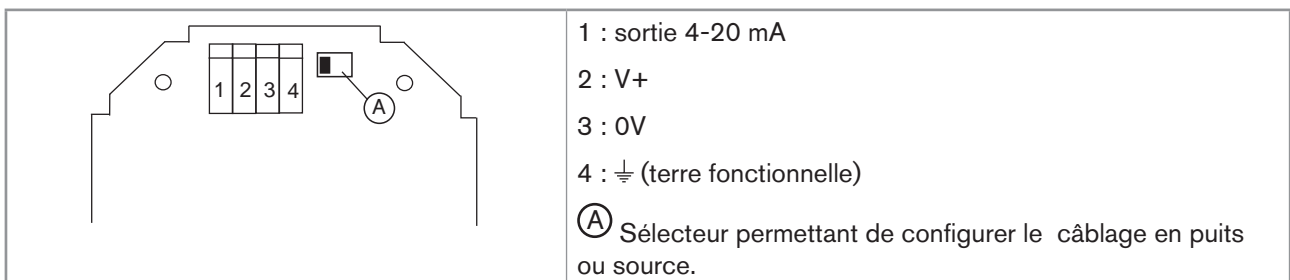 1 2 3 4
A
1 : sortie 4-20 mA
2 : V+
3 : 0V
4 : ⏚ (terre fonctionnelle)
A Sélecteur permettant de configurer le câblage en puits
ou source.